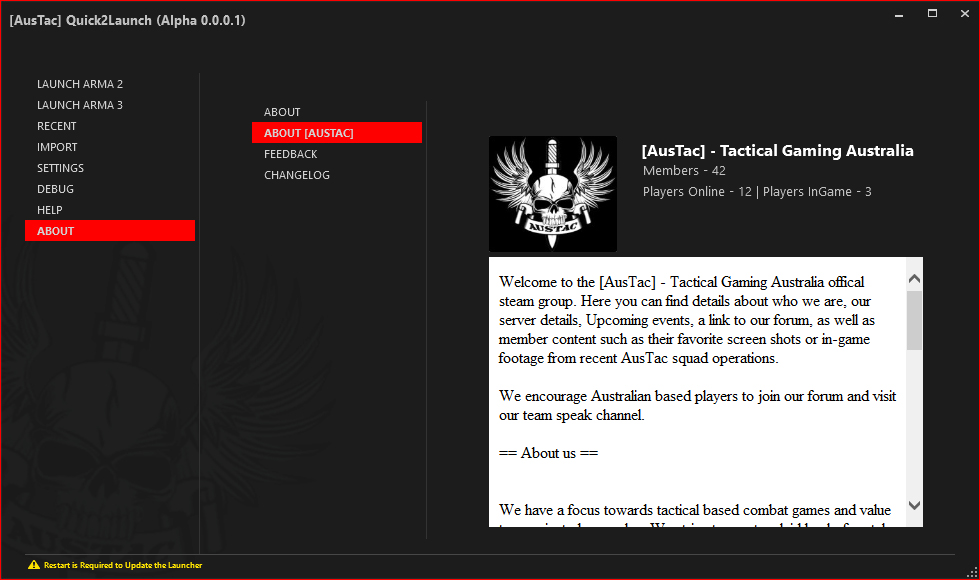 [AusTac] Quick2Launch (Alpha 0.0.0.1)
LAUNCH ARMA 2
LAUNCH ARMA 3
RECENT
IMPORT
SETTINGS
DEBUG
HELP
ABOUT
ABOUT
ABOUT [AUSTAC]
FEEDBACK
CHANGELOG
AUSTAC
[AusTac] - Tactical Gaming Australia
Members - 42
Players Online - 12 | Players InGame - 3
Welcome to the [AusTac] - Tactical Gaming Australia offical
steam group. Here you can find details about who we are, our
server details, Upcoming events, a link to our forum, as well as
member content such as their favorite screen shots or in-game
footage from recent AusTac squad operations.
We encourage Australian based players to join our forum and visit
our team speak channel.
== About us ==
We have a focus towards tactical based combat games and value
AUSTAC
Restart is Required to Update the Launcher